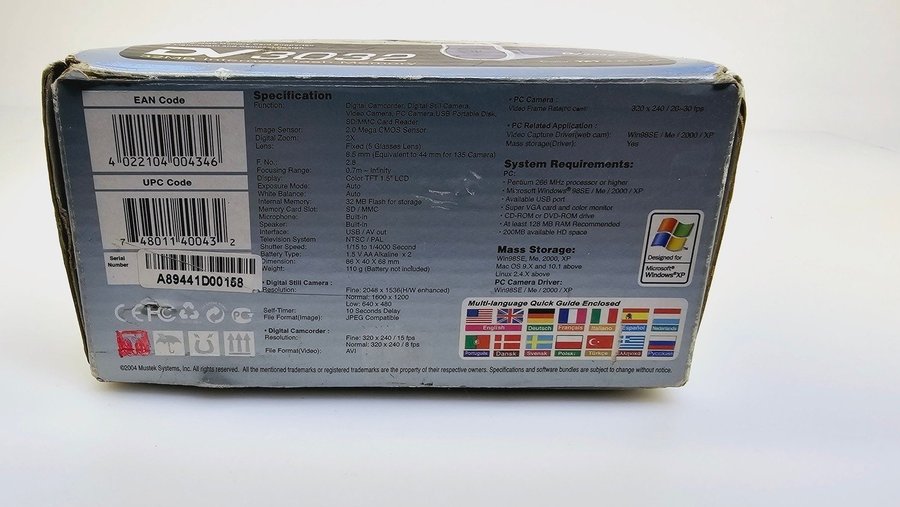 DV 3032
EAN Code
4 022104 004346
UPC Code
7 48011 40043 2
Serial Number
A89441D00158
Specification
Function: Digital Camcorder, Digital Still Camera,
Video Camera, PC Camera, USB Portable Disk,
SD/MMC Card Reader
Image Sensor: 2.0 Mega CMOS Sensor
Digital Zoom: 2X
Lens: Fixed (5 Glasses Lens)
8.5 mm (Equivalent to 44 mm for 135 Camera)
F. No.: 2.8
Focusing Range: 0.7m ~ Infinity
Display: Color TFT 1.5" LCD
Exposure Mode: Auto
White Balance: Auto
Internal Memory: 32 MB Flash for storage
Memory Card Slot: SD / MMC
Microphone: Built-in
Speaker: Built-in
Interface: USB / AV out
Television System NTSC / PAL
Shutter Speed: 1/15 to 1/4000 Second
Battery Type: 1.5 V AA Alkaline x 2
Dimension: 86 X 40 X 68 mm
Weight: 110 g (Battery not included)
• Digital Still Camera :
Resolution: Fine: 2048 x 1536(H/W enhanced)
Normal: 1600 x 1200
Low: 640 x 480
Self-Timer: 10 Seconds Delay
File Format(Image): JPEG Compatible
• Digital Camcorder :
Resolution: Fine: 320 x 240 / 15 fps
Normal: 320 x 240 / 8 fps
File Format(Video): AVI
• PC Camera :
Video Frame Rate(PC cam): 320 x 240 / 20~30 fps
• PC Related Application :
Video Capture Driver(web cam): Win98SE / Me / 2000 / XP
Mass storage(Driver): Yes
System Requirements:
PC:
• Pentium 266 MHz processor or higher
• Microsoft Windows® 98SE / Me / 2000 / XP
• Available USB port
• Super VGA card and color monitor
• CD-ROM or DVD-ROM drive
• At least 128 MB RAM Recommended
• 200MB available HD space
Mass Storage:
Win98SE, Me, 2000, XP
Mac OS 9.X and 10.1 above
Linux 2.4.X above
PC Camera Driver:
Win98SE / Me / 2000 / XP
Designed for
Microsoft®
Windows®XP
Multi-language Quick Guide Enclosed
English Deutsch Français Italiano Español Nederlands
Português Dansk Svensk Polski Türkçe Ελληνικα Русский
CE FC PET
©2004 Mustek Systems, Inc. All rights reserved. All the mentioned trademarks or registered trademarks are the property of their respective owners. Specifications and software bundles are subject to change without notice.